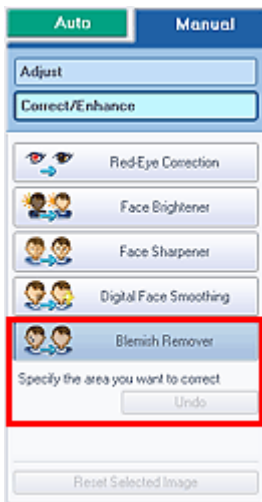 Auto Manual
Adjust
Correct/Enhance
Red-Eye Correction
Face Brightener
Face Sharpener
Digital Face Smoothing
Blemish Remover
Specify the area you want to correct
Undo
Reset Selected Image